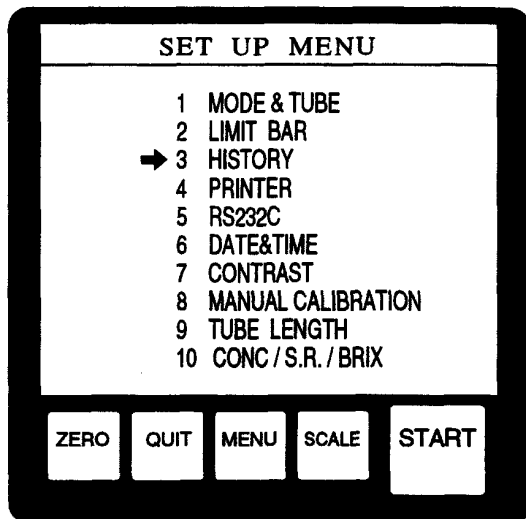 SET UP MENU
1 MODE & TUBE
2 LIMIT BAR
➡ 3 HISTORY
4 PRINTER
5 RS232C
6 DATE&TIME
7 CONTRAST
8 MANUAL CALIBRATION
9 TUBE LENGTH
10 CONC / S.R. / BRIX
ZERO QUIT MENU SCALE START